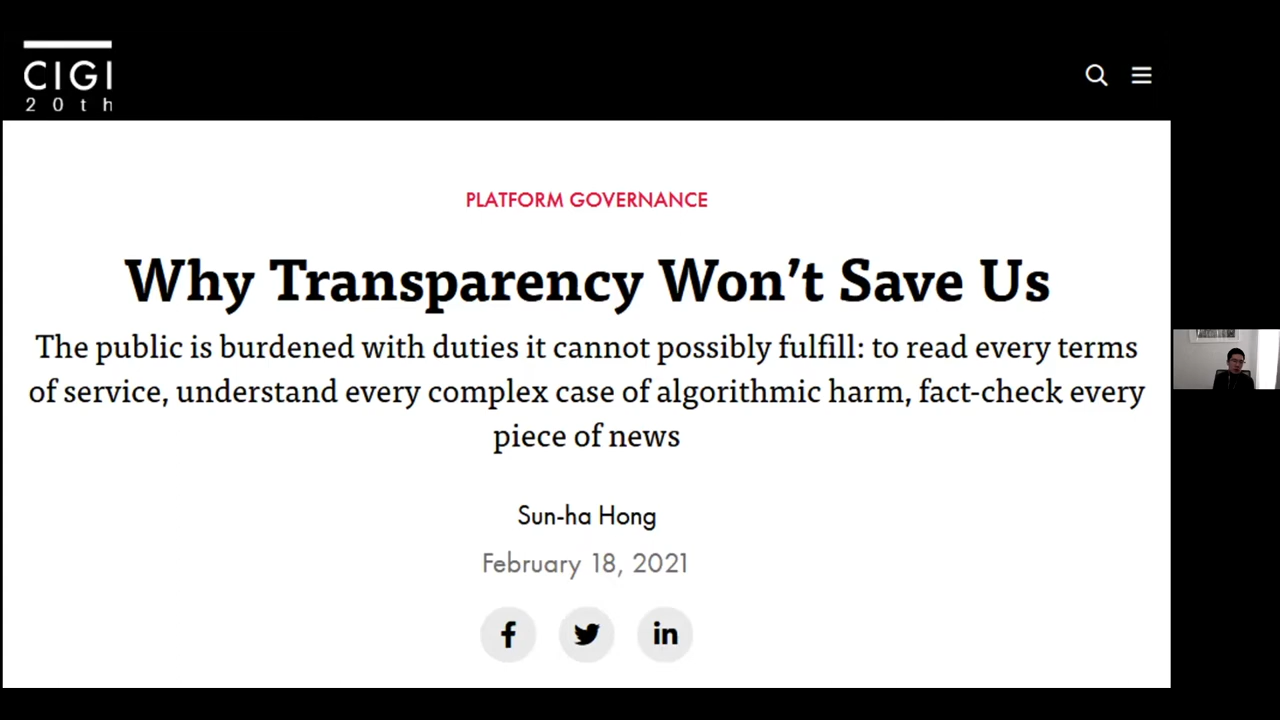 CIGI
20th
PLATFORM GOVERNANCE
Why Transparency Won’t Save Us
The public is burdened with duties it cannot possibly fulfill: to read every terms
of service, understand every complex case of algorithmic harm, fact-check every
piece of news
Sun-ha Hong
February 18, 2021
f
in